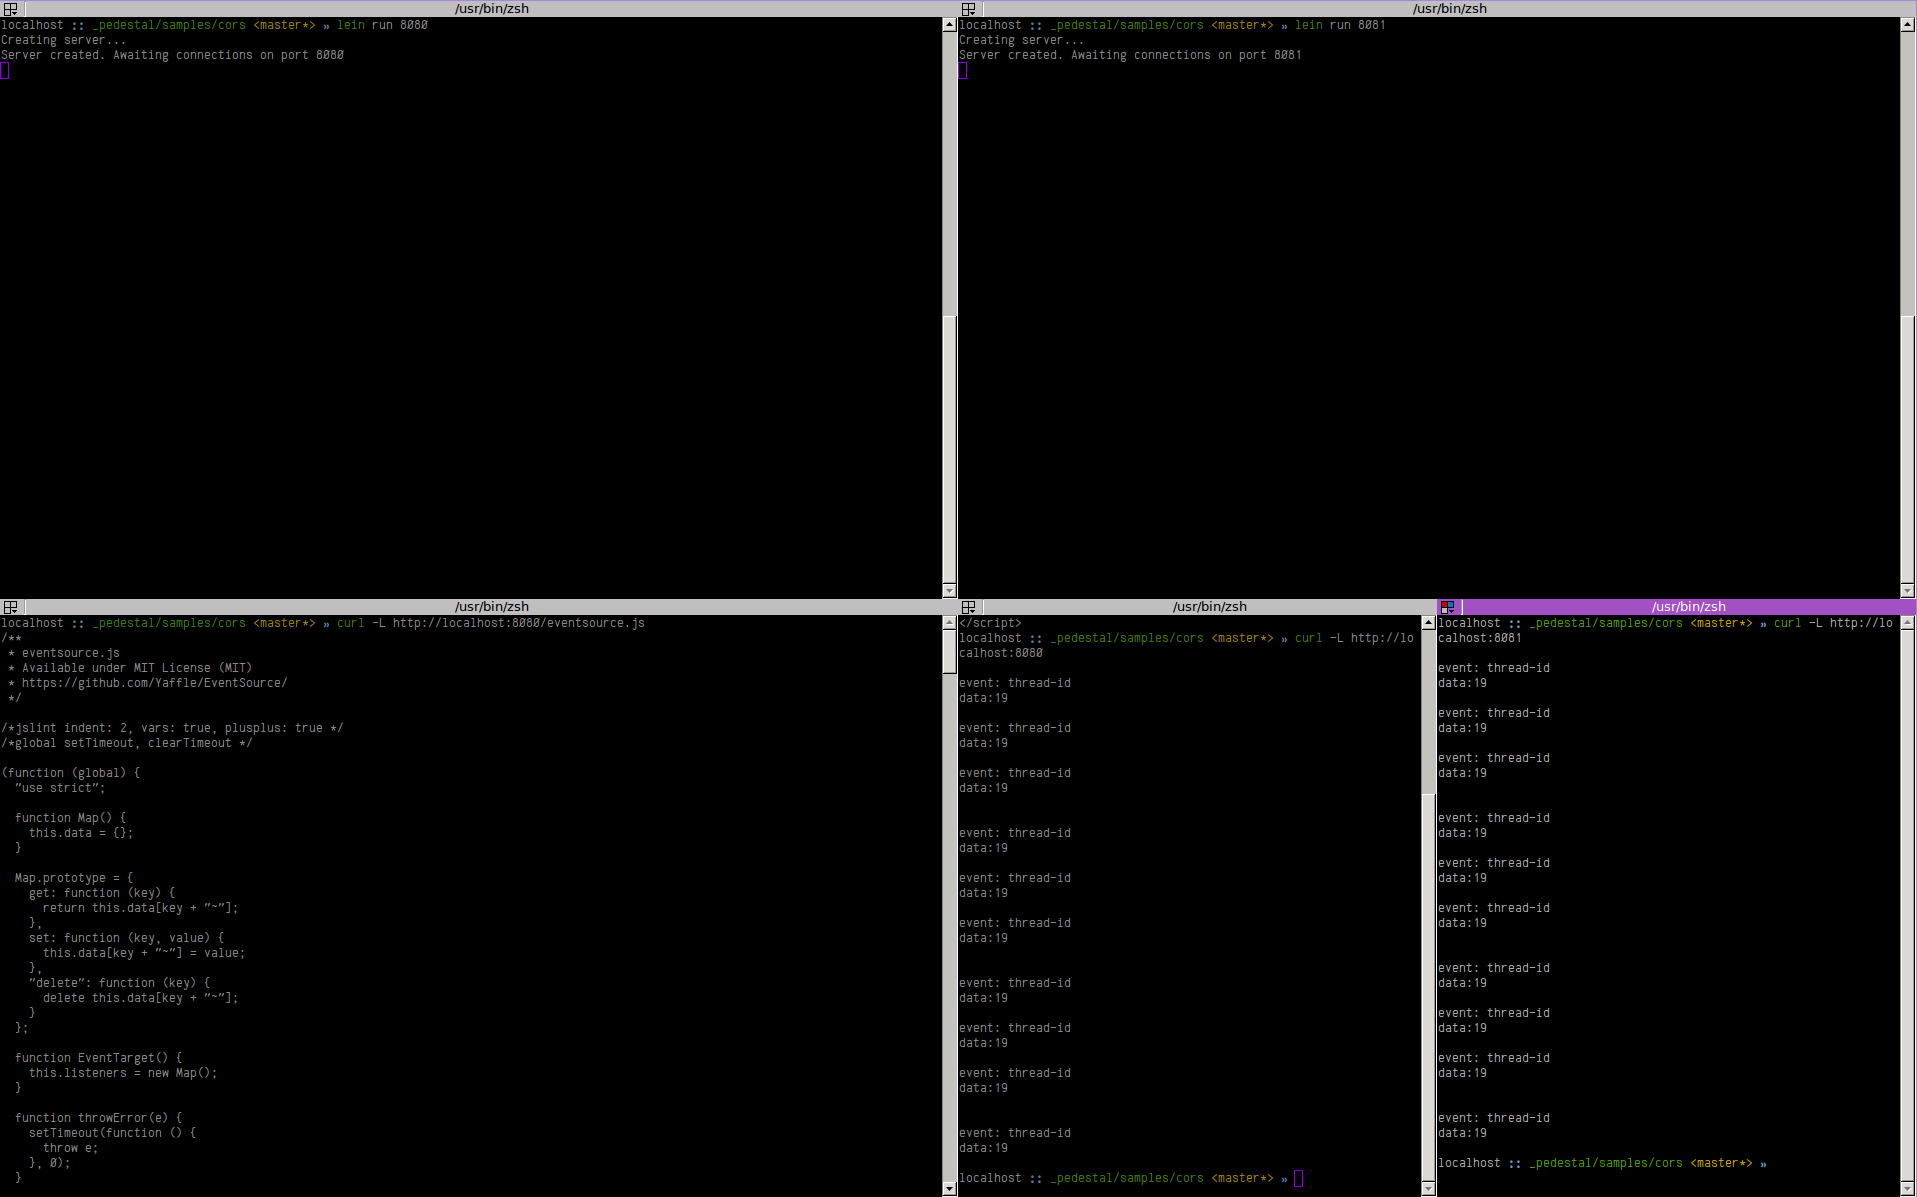 /usr/bin/zsh
localhost :: _pedestal/samples/cors <master*> » lein run 8080
Creating server...
Server created. Awaiting connections on port 8080
/usr/bin/zsh
localhost :: _pedestal/samples/cors <master*> » lein run 8081
Creating server...
Server created. Awaiting connections on port 8081
/usr/bin/zsh
localhost :: _pedestal/samples/cors <master*> » curl -L http://localhost:8080/eventsource.js
/**
 * eventsource.js
 * Available under MIT License (MIT)
 * https://github.com/Yaffle/EventSource/
 */
/*jslint indent: 2, vars: true, plusplus: true */
/*global setTimeout, clearTimeout */
(function (global) {
  "use strict";
  function Map() {
    this.data = {};
  }
  Map.prototype = {
    get: function (key) {
      return this.data[key + "~"];
    },
    set: function (key, value) {
      this.data[key + "~"] = value;
    },
    "delete": function (key) {
      delete this.data[key + "~"];
    }
  };
  function EventTarget() {
    this.listeners = new Map();
  }
  function throwError(e) {
    setTimeout(function () {
      throw e;
    }, 0);
  }
/usr/bin/zsh
</script>
localhost :: _pedestal/samples/cors <master*> » curl -L http://lo
calhost:8080
event: thread-id
data:19
event: thread-id
data:19
event: thread-id
data:19
event: thread-id
data:19
event: thread-id
data:19
event: thread-id
data:19
event: thread-id
data:19
event: thread-id
data:19
event: thread-id
data:19
event: thread-id
data:19
localhost :: _pedestal/samples/cors <master*> »
/usr/bin/zsh
localhost :: _pedestal/samples/cors <master*> » curl -L http://lo
calhost:8081
event: thread-id
data:19
event: thread-id
data:19
event: thread-id
data:19
event: thread-id
data:19
event: thread-id
data:19
event: thread-id
data:19
event: thread-id
data:19
event: thread-id
data:19
event: thread-id
data:19
event: thread-id
data:19
localhost :: _pedestal/samples/cors <master*> »